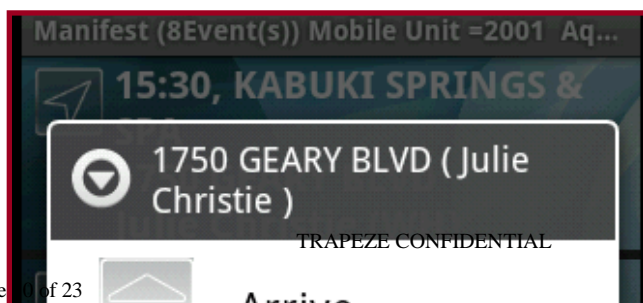 Manifest (8Event(s)) Mobile Unit =2001 Aq...
15:30, KABUKI SPRINGS &
SPA
1750 GEARY BLVD ( Julie
Christie )
TRAPEZE CONFIDENTIAL
of 23
Arrive